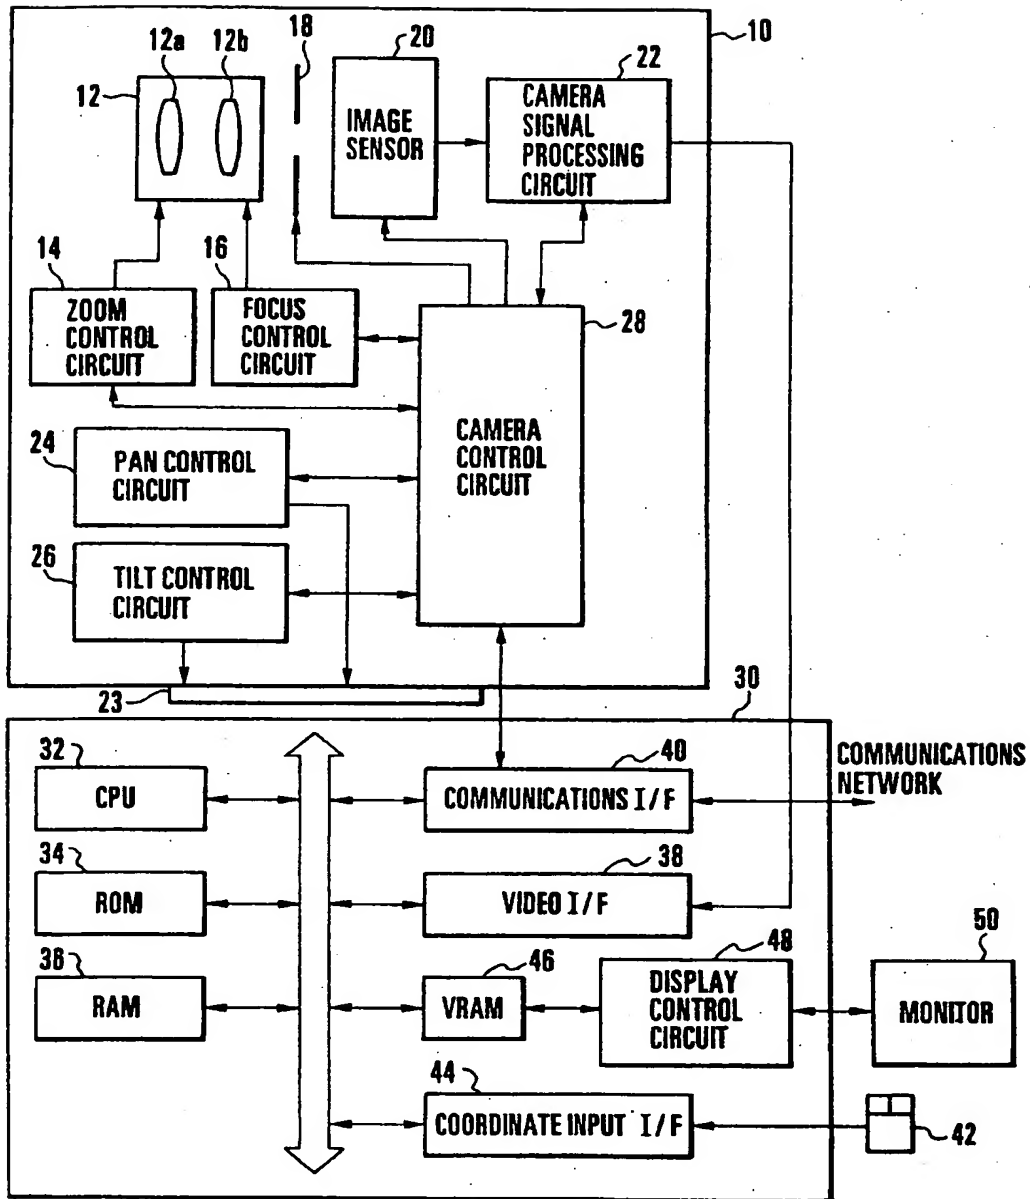 12a
12b
18
20
10
12
22
IMAGE
SENSOR
CAMERA
SIGNAL
PROCESSING
CIRCUIT
14
16
ZOOM
CONTROL
CIRCUIT
FOCUS
CONTROL
CIRCUIT
28
24
PAN CONTROL
CIRCUIT
CAMERA
CONTROL
CIRCUIT
26
TILT CONTROL
CIRCUIT
23
30
32
CPU
40
COMMUNICATIONS I/F
COMMUNICATIONS
NETWORK
34
ROM
38
VIDEO I/F
36
RAM
46
VRAM
48
DISPLAY
CONTROL
CIRCUIT
50
MONITOR
44
COORDINATE INPUT I/F
42